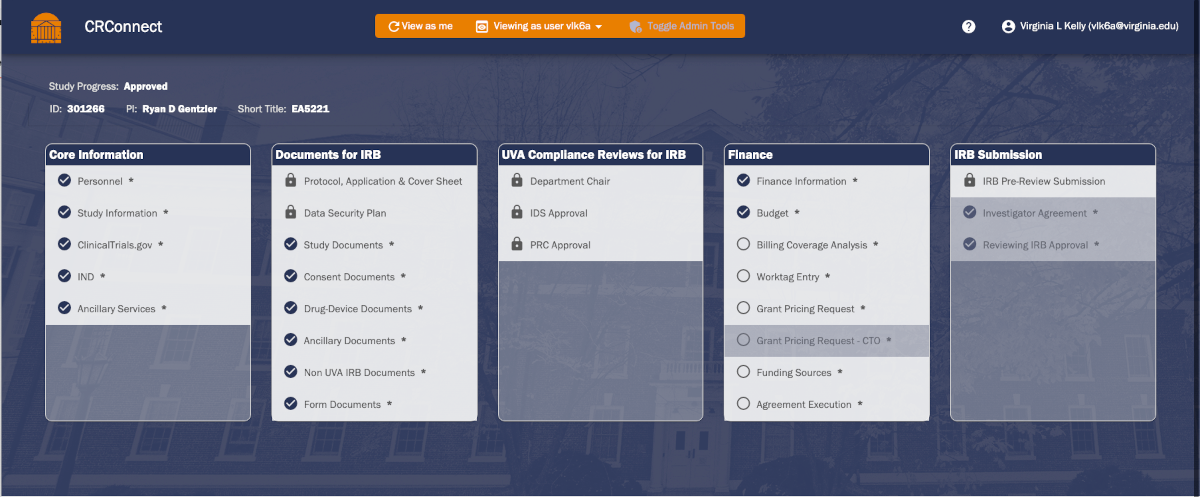 CRConnect
View as me
Viewing as user vlk6a
Toggle Admin Tools
Virginia L Kelly (vlk6a@virginia.edu)
Study Progress: Approved
ID: 301266 PI: Ryan D Gentzler Short Title: EA5221
Core Information
Personnel *
Study Information *
ClinicalTrials.gov *
IND *
Ancillary Services *
Documents for IRB
Protocol, Application & Cover Sheet
Data Security Plan
Study Documents *
Consent Documents *
Drug-Device Documents *
Ancillary Documents *
Non UVA IRB Documents *
Form Documents *
UVA Compliance Reviews for IRB
Department Chair
IDS Approval
PRC Approval
Finance
Finance Information *
Budget *
Billing Coverage Analysis *
Worktag Entry *
Grant Pricing Request *
Grant Pricing Request - CTO *
Funding Sources *
Agreement Execution *
IRB Submission
IRB Pre-Review Submission
Investigator Agreement *
Reviewing IRB Approval *